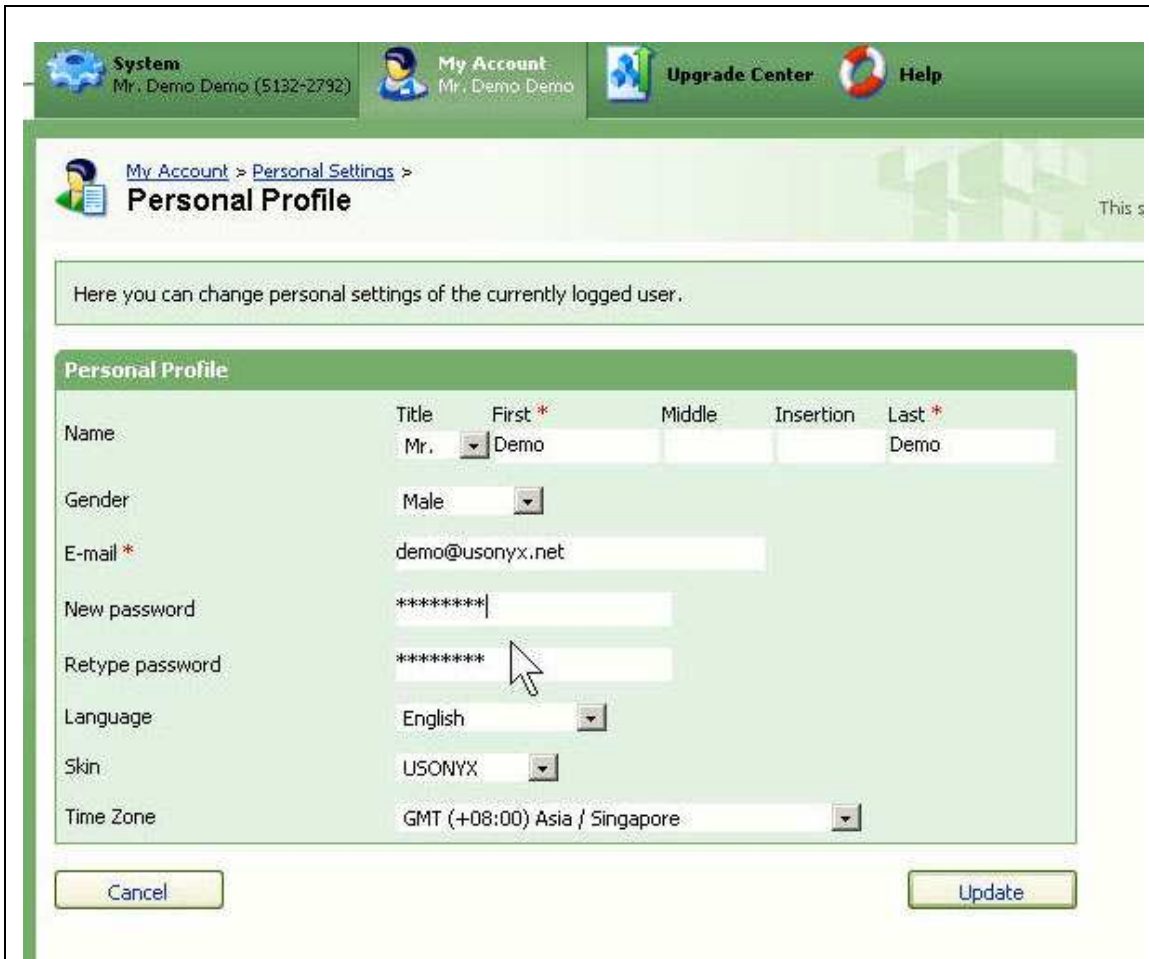 System
Mr. Demo Demo (5132-2792)
My Account
Mr. Demo Demo
Upgrade Center
Help
My Account > Personal Settings >
Personal Profile
This s
Here you can change personal settings of the currently logged user.
Personal Profile
Title First * Middle Insertion Last *
Name
Mr. Demo Demo
Gender Male
E-mail * demo@usonyx.net
New password ********
Retype password ********
Language English
Skin USONYX
Time Zone GMT (+08:00) Asia / Singapore
Cancel Update